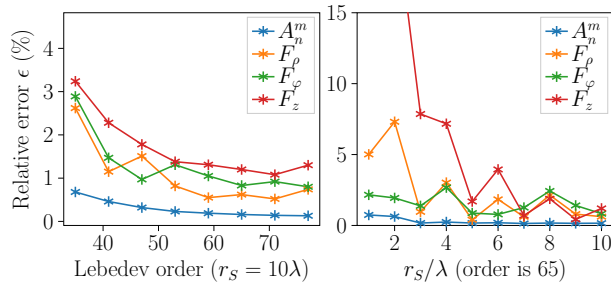 Relative error ϵ (%)
4
3
2
1
0
40
50
60
70
Lebedev order (r_S = 10λ)
A_n^m
F_ρ
F_φ
F_z
15
10
5
0
2
4
6
8
10
r_S/λ (order is 65)
A_n^m
F_ρ
F_φ
F_z